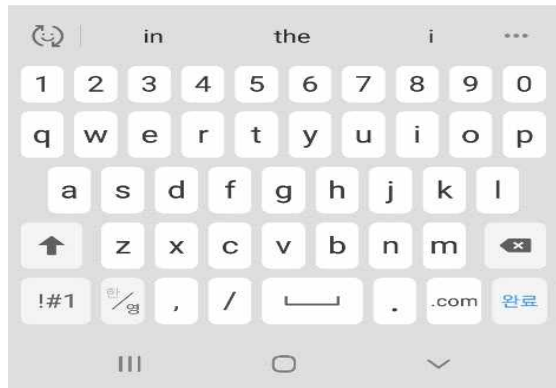 in the i
1 2 3 4 5 6 7 8 9 0
q w e r t y u i o p
a s d f g h j k l
z x c v b n m
!#1 한/영 , / . .com 완료